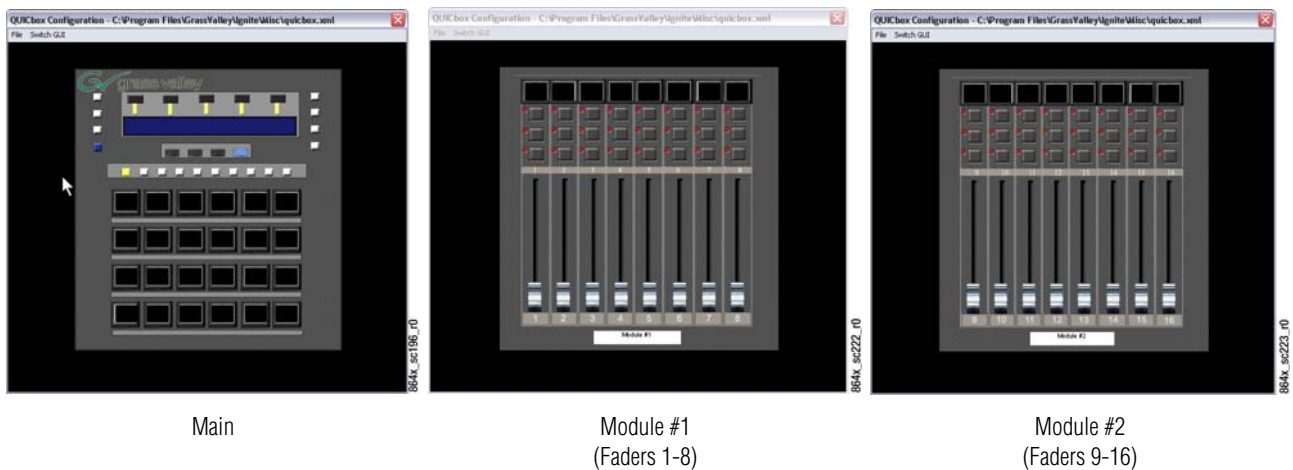 QUICbox Configuration - C:\Program Files\GrassValley\Ignite\Misc\quicbox.xml
File Switch GUI
grass valley
864x_sc196_r0
Main
QUICbox Configuration - C:\Program Files\GrassValley\Ignite\Misc\quicbox.xml
File Switch GUI
1 2 3 4 5 6 7 8
1 2 3 4 5 6 7 8
Module #1
864x_sc222_r0
Module #1
(Faders 1-8)
QUICbox Configuration - C:\Program Files\GrassValley\Ignite\Misc\quicbox.xml
File Switch GUI
9 10 11 12 13 14 15 16
9 10 11 12 13 14 15 16
Module #2
864x_sc223_r0
Module #2
(Faders 9-16)